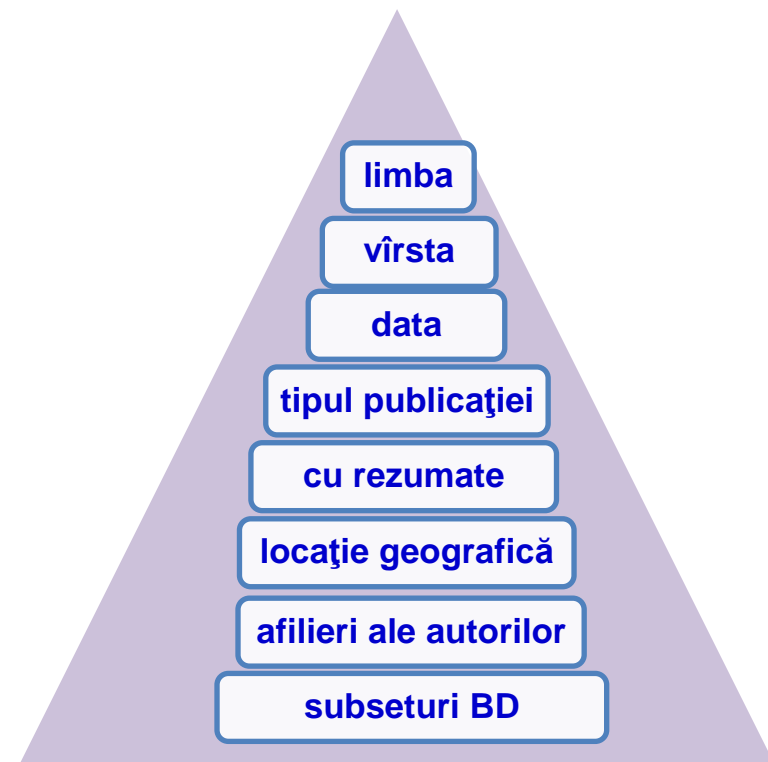 limba
vîrsta
data
tipul publicaţiei
cu rezumate
locaţie geografică
afilieri ale autorilor
subseturi BD